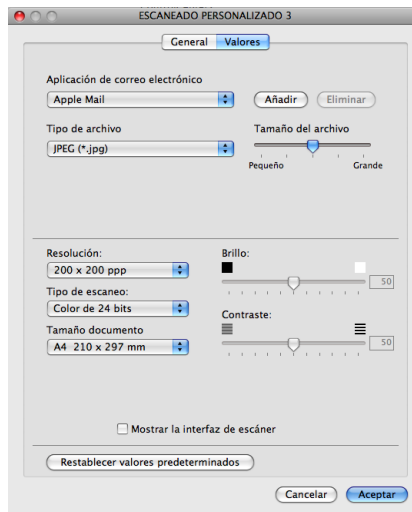 ESCANEADO PERSONALIZADO 3
General Valores
Aplicación de correo electrónico
Apple Mail Añadir Eliminar
Tipo de archivo Tamaño del archivo
JPEG (*.jpg)
Pequeño Grande
Resolución: Brillo:
200 x 200 ppp 50
Tipo de escaneo:
Color de 24 bits
Contraste:
Tamaño documento
A4 210 x 297 mm 50
Mostrar la interfaz de escáner
Restablecer valores predeterminados
Cancelar Aceptar